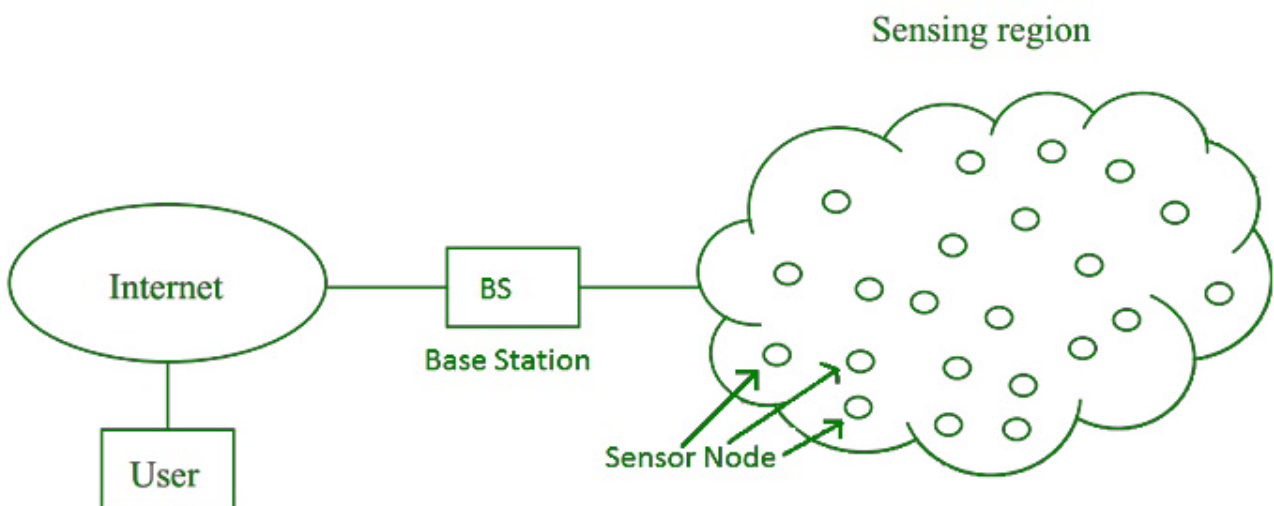 Sensing region
Internet
BS
Base Station
Sensor Node
User